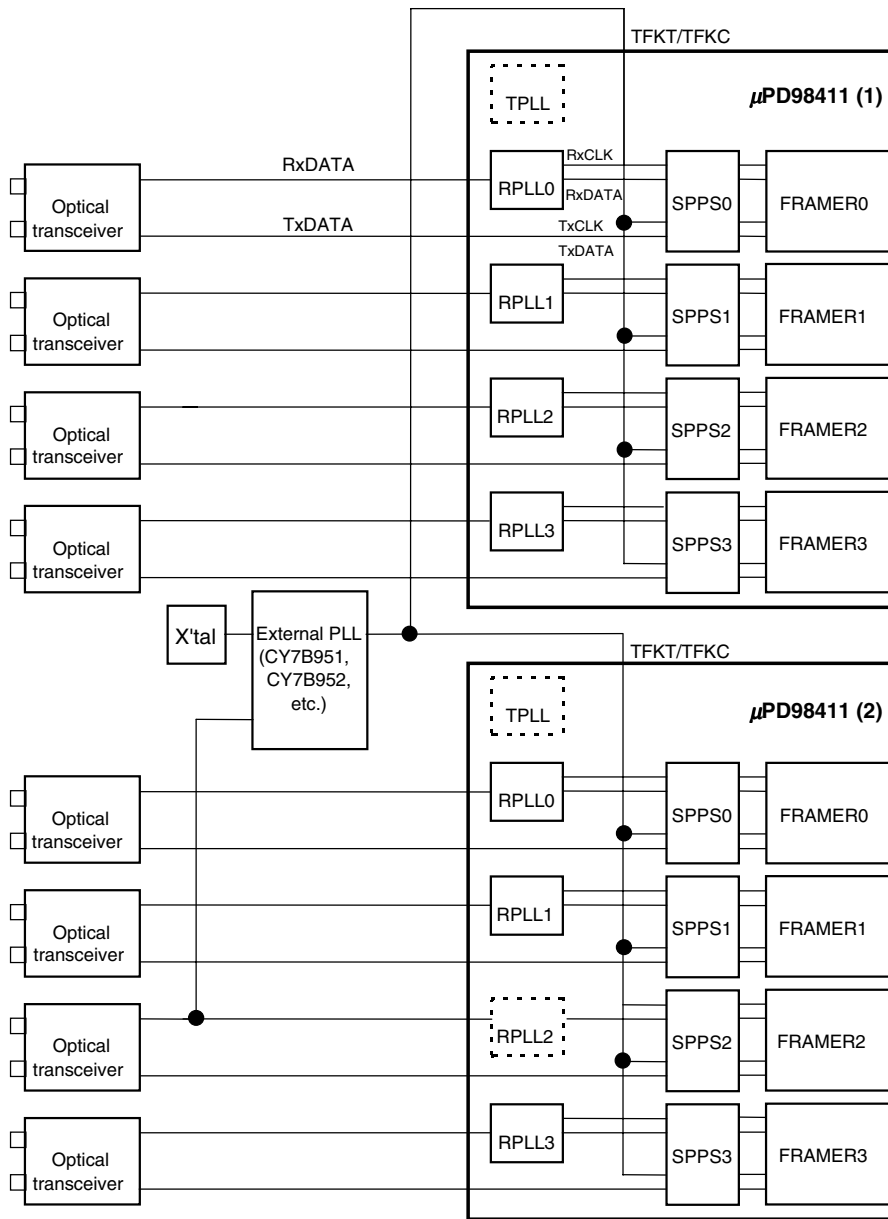 TFKT/TFKC
TPLL
μPD98411 (1)
RxDATA
TxDATA
Optical
transceiver
RPLL0
RxCLK
RxDATA
TxCLK
TxDATA
SPPS0
FRAMER0
Optical
transceiver
RPLL1
SPPS1
FRAMER1
Optical
transceiver
RPLL2
SPPS2
FRAMER2
Optical
transceiver
RPLL3
SPPS3
FRAMER3
X'tal
External PLL
(CY7B951,
CY7B952,
etc.)
TFKT/TFKC
TPLL
μPD98411 (2)
Optical
transceiver
RPLL0
SPPS0
FRAMER0
Optical
transceiver
RPLL1
SPPS1
FRAMER1
Optical
transceiver
RPLL2
SPPS2
FRAMER2
Optical
transceiver
RPLL3
SPPS3
FRAMER3